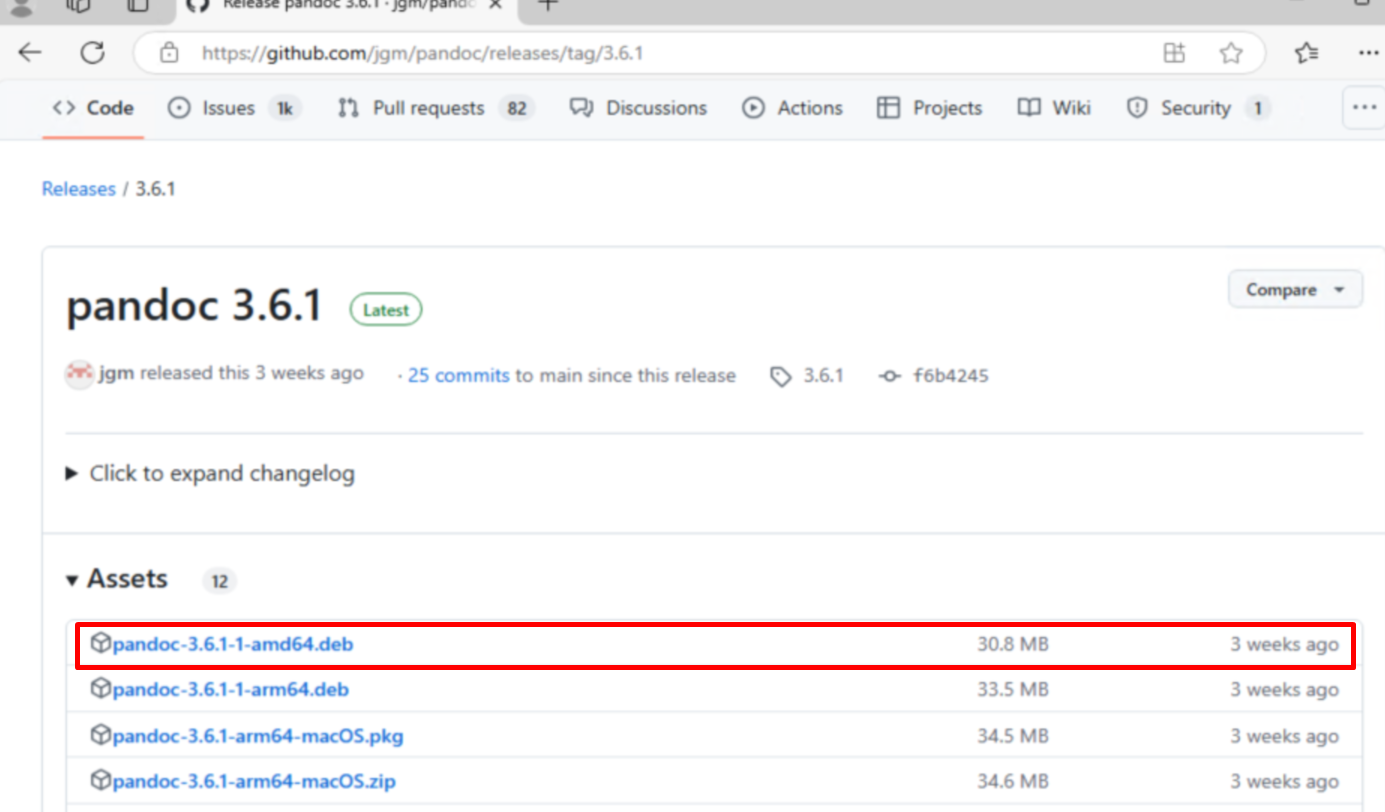 Release pandoc 3.6.1 · jgm/pandoc
https://github.com/jgm/pandoc/releases/tag/3.6.1
Code Issues 1k Pull requests 82 Discussions Actions Projects Wiki Security 1
Releases / 3.6.1
pandoc 3.6.1 Latest Compare
jgm released this 3 weeks ago · 25 commits to main since this release 3.6.1 f6b4245
Click to expand changelog
Assets 12
pandoc-3.6.1-1-amd64.deb 30.8 MB 3 weeks ago
pandoc-3.6.1-1-arm64.deb 33.5 MB 3 weeks ago
pandoc-3.6.1-arm64-macOS.pkg 34.5 MB 3 weeks ago
pandoc-3.6.1-arm64-macOS.zip 34.6 MB 3 weeks ago